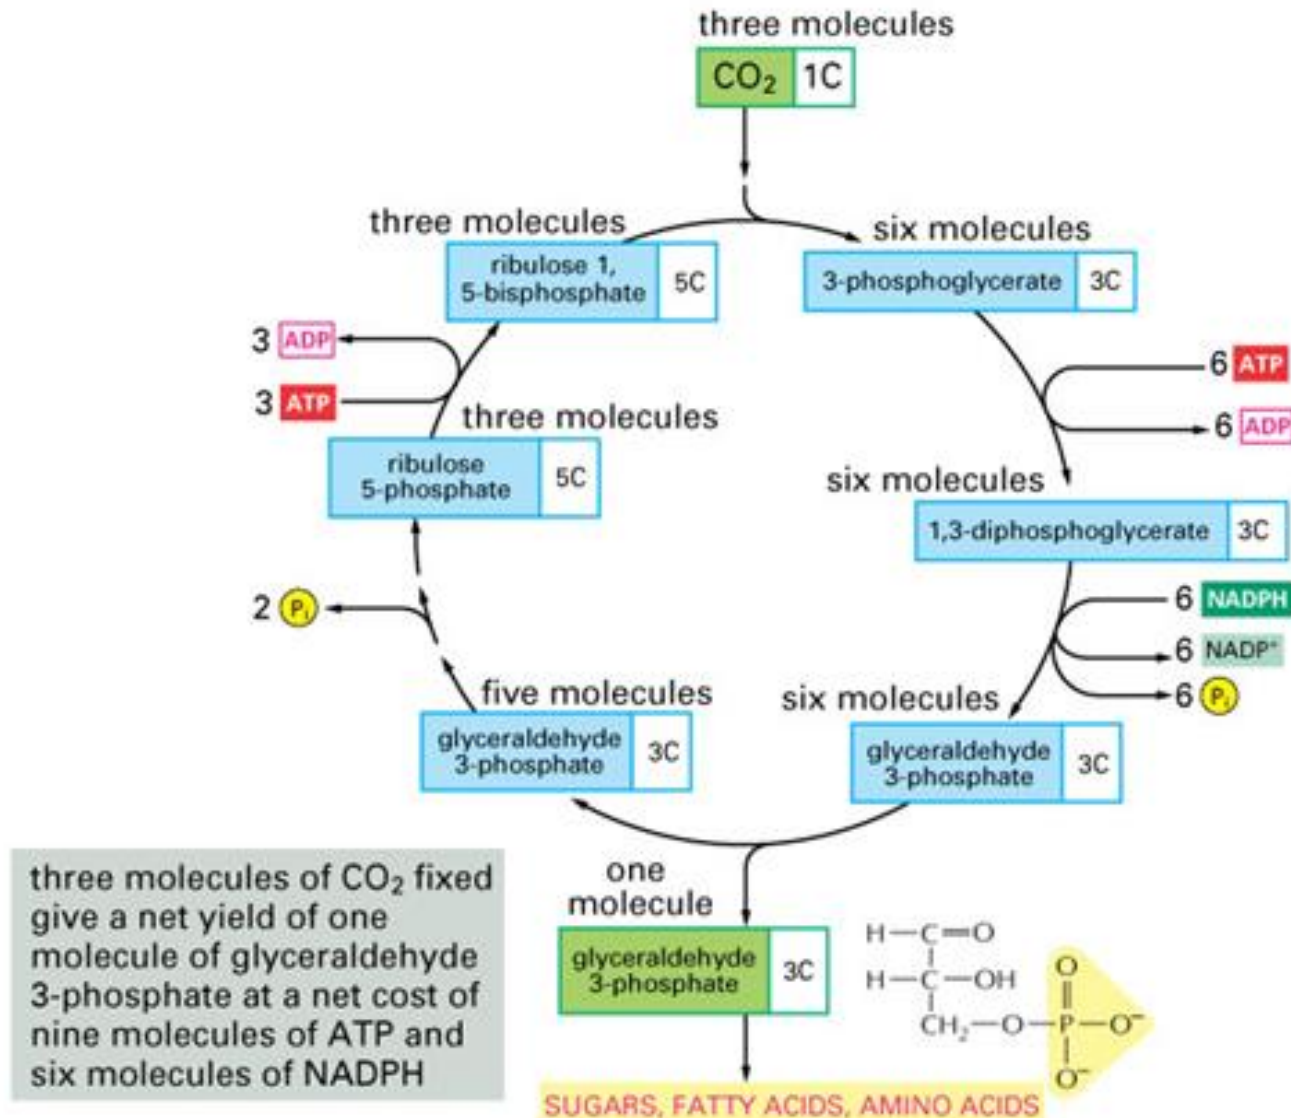 three molecules
CO₂ 1C
three molecules
ribulose 1,
5-bisphosphate
5C
six molecules
3-phosphoglycerate 3C
3 ADP
3 ATP
6 ATP
6 ADP
three molecules
ribulose
5-phosphate
5C
six molecules
1,3-diphosphoglycerate 3C
2 Pi
6 NADPH
6 NADP⁺
6 Pi
five molecules
glyceraldehyde
3-phosphate
3C
six molecules
glyceraldehyde
3-phosphate
3C
one
molecule
glyceraldehyde
3-phosphate
3C
three molecules of CO₂ fixed
give a net yield of one
molecule of glyceraldehyde
3-phosphate at a net cost of
nine molecules of ATP and
six molecules of NADPH
H—C=O
H—C—OH
CH₂—O—P—O⁻
O
O⁻
SUGARS, FATTY ACIDS, AMINO ACIDS